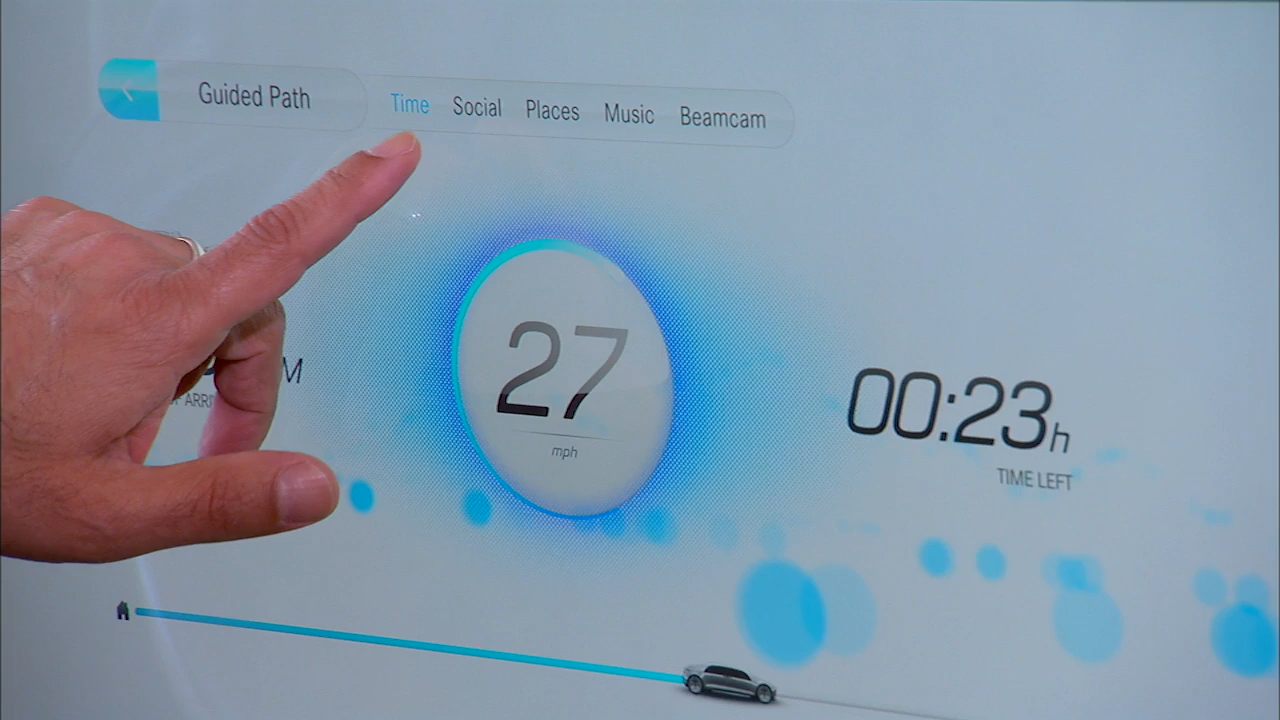 Guided Path Time Social Places Music Beamcam
27
mph
00:23h
TIME LEFT